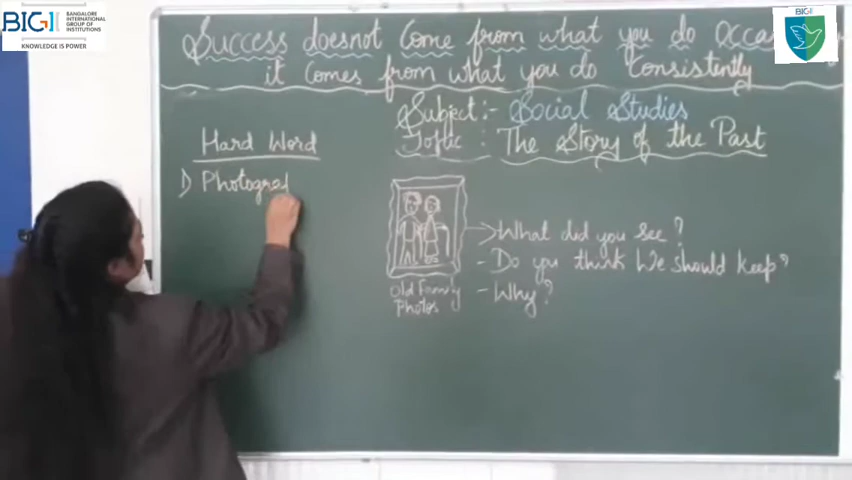 BIGI
BANGALORE
INTERNATIONAL
GROUP OF
INSTITUTIONS
KNOWLEDGE IS POWER
BIGI
Success doesnot Come from what you do Occa
it comes from what you do Consistently
Subject:- Social Studies
Topic : The Story of the Past
Hard Word
1) Photogra
What did you see?
- Do you think We should keep?
- Why?
Old Family
Photos